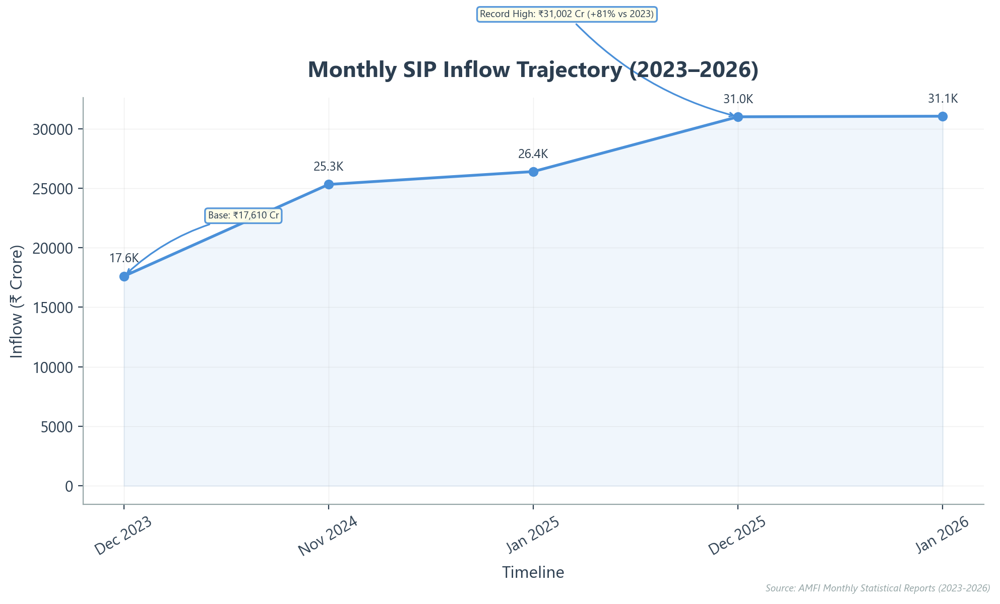 Record High: ₹31,002 Cr (+81% vs 2023)
Monthly SIP Inflow Trajectory (2023–2026)
31.0K
31.1K
26.4K
25.3K
Base: ₹17,610 Cr
17.6K
Inflow (₹ Crore)
30000
25000
20000
15000
10000
5000
0
Dec 2023
Nov 2024
Jan 2025
Dec 2025
Jan 2026
Timeline
Source: AMFI Monthly Statistical Reports (2023-2026)